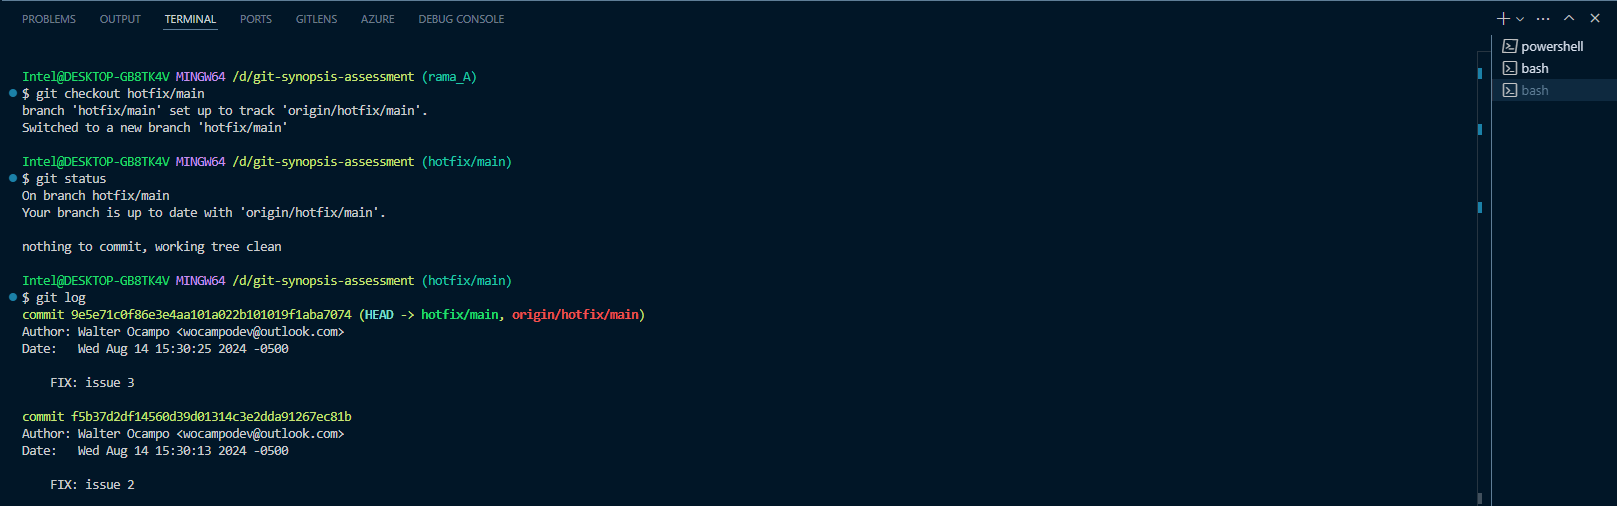 PROBLEMS OUTPUT TERMINAL PORTS GITLENS AZURE DEBUG CONSOLE
powershell
bash
bash
Intel@DESKTOP-GB8TK4V MINGW64 /d/git-synopsis-assessment (rama_A)
$ git checkout hotfix/main
branch 'hotfix/main' set up to track 'origin/hotfix/main'.
Switched to a new branch 'hotfix/main'
Intel@DESKTOP-GB8TK4V MINGW64 /d/git-synopsis-assessment (hotfix/main)
$ git status
On branch hotfix/main
Your branch is up to date with 'origin/hotfix/main'.
nothing to commit, working tree clean
Intel@DESKTOP-GB8TK4V MINGW64 /d/git-synopsis-assessment (hotfix/main)
$ git log
commit 9e5e71c0f86e3e4aa101a022b101019f1aba7074 (HEAD -> hotfix/main, origin/hotfix/main)
Author: Walter Ocampo <wocampodev@outlook.com>
Date:   Wed Aug 14 15:30:25 2024 -0500
    FIX: issue 3
commit f5b37d2df14560d39d01314c3e2dda91267ec81b
Author: Walter Ocampo <wocampodev@outlook.com>
Date:   Wed Aug 14 15:30:13 2024 -0500
    FIX: issue 2